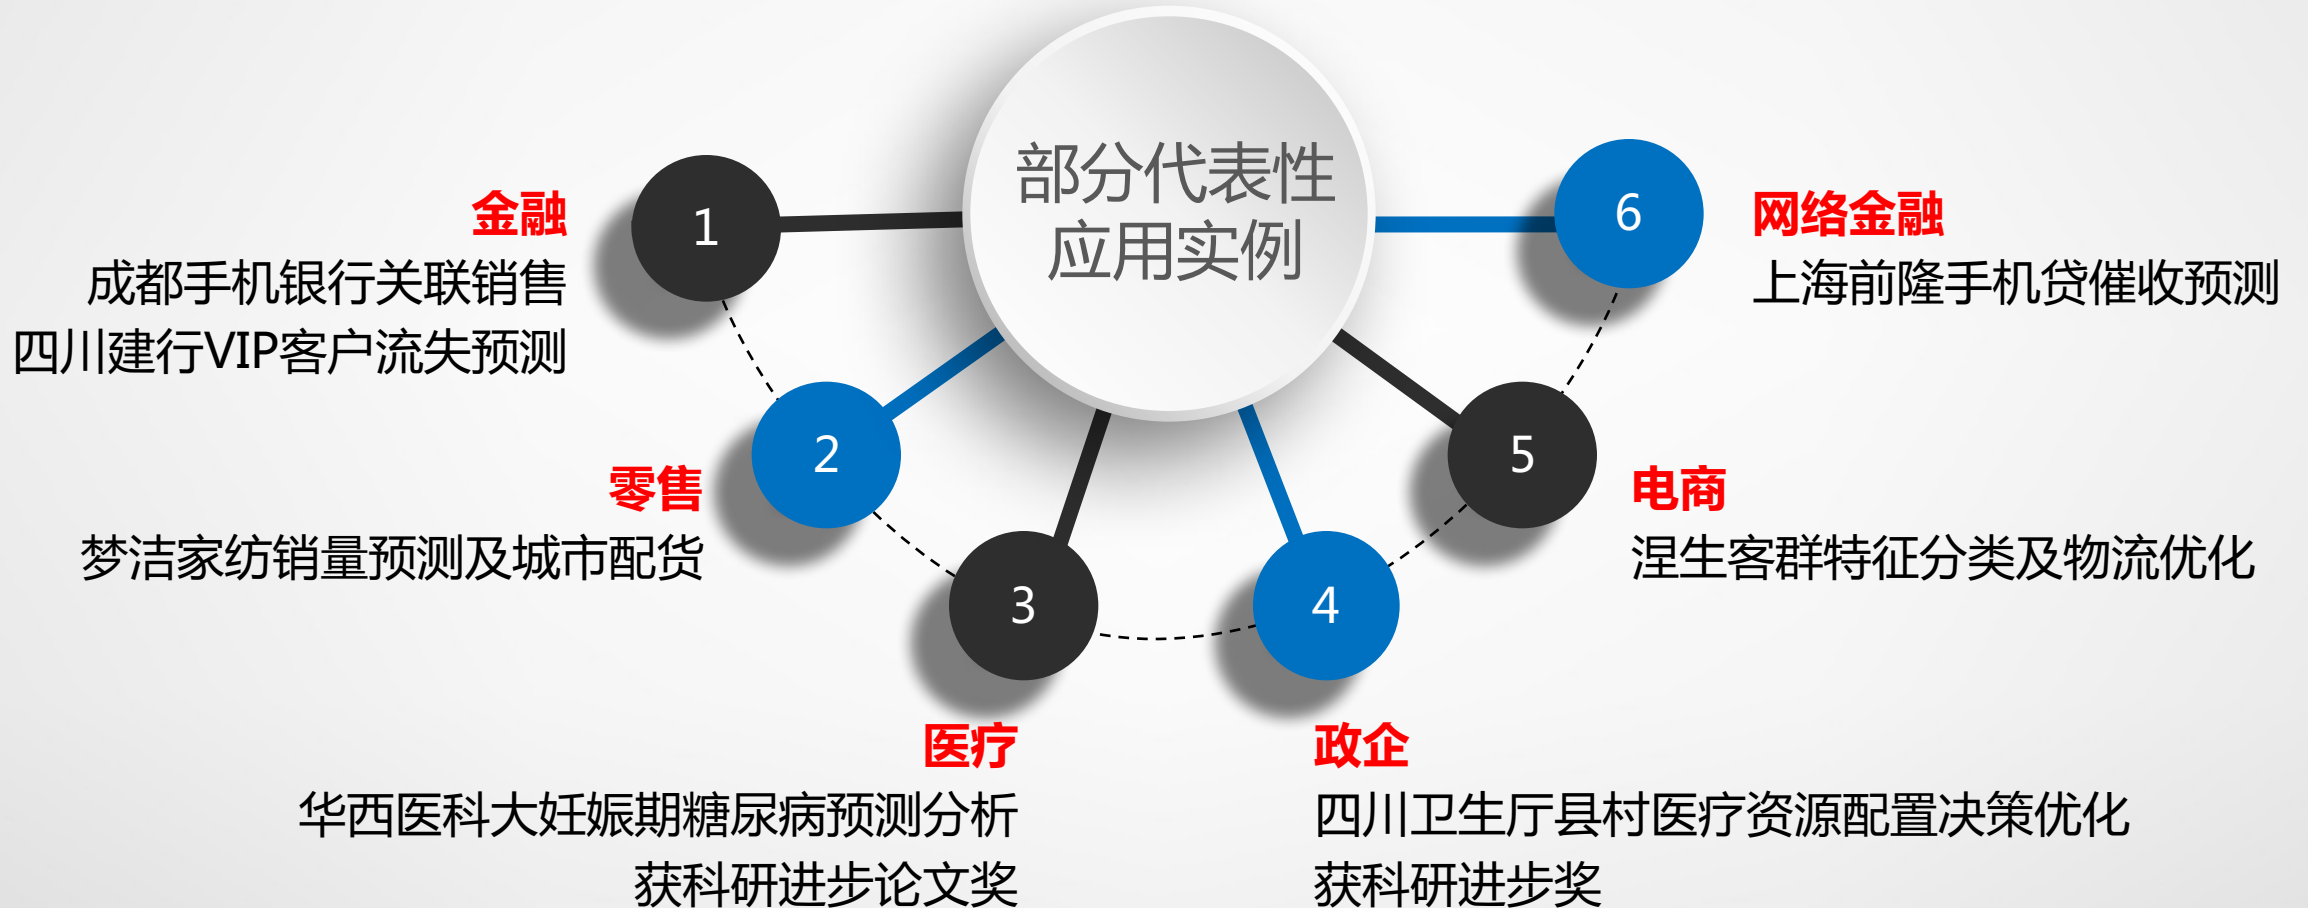 部分代表性
应用实例
1
金融
成都手机银行关联销售
四川建行VIP客户流失预测
2
零售
梦洁家纺销量预测及城市配货
3
医疗
华西医科大妊娠期糖尿病预测分析
获科研进步论文奖
4
政企
四川卫生厅县村医疗资源配置决策优化
获科研进步奖
5
电商
涅生客群特征分类及物流优化
6
网络金融
上海前隆手机贷催收预测